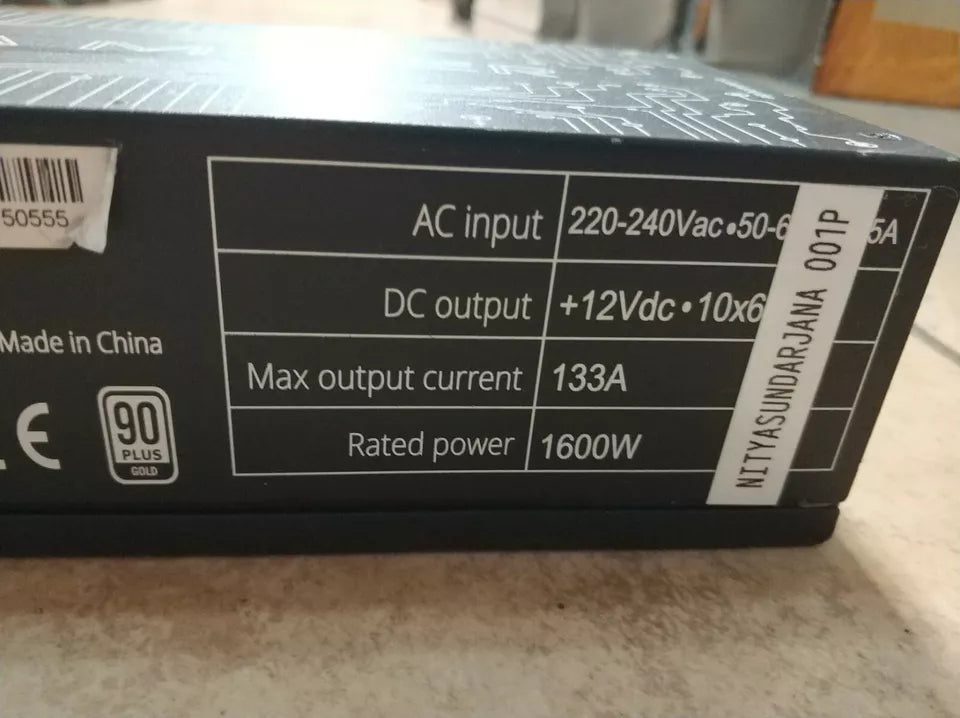 50555
Made in China
CE
90
PLUS
GOLD
AC input
220-240Vac•50-6
5A
DC output
+12Vdc•10x6
Max output current
133A
Rated power
1600W
NITYASUNDARJANA 001P